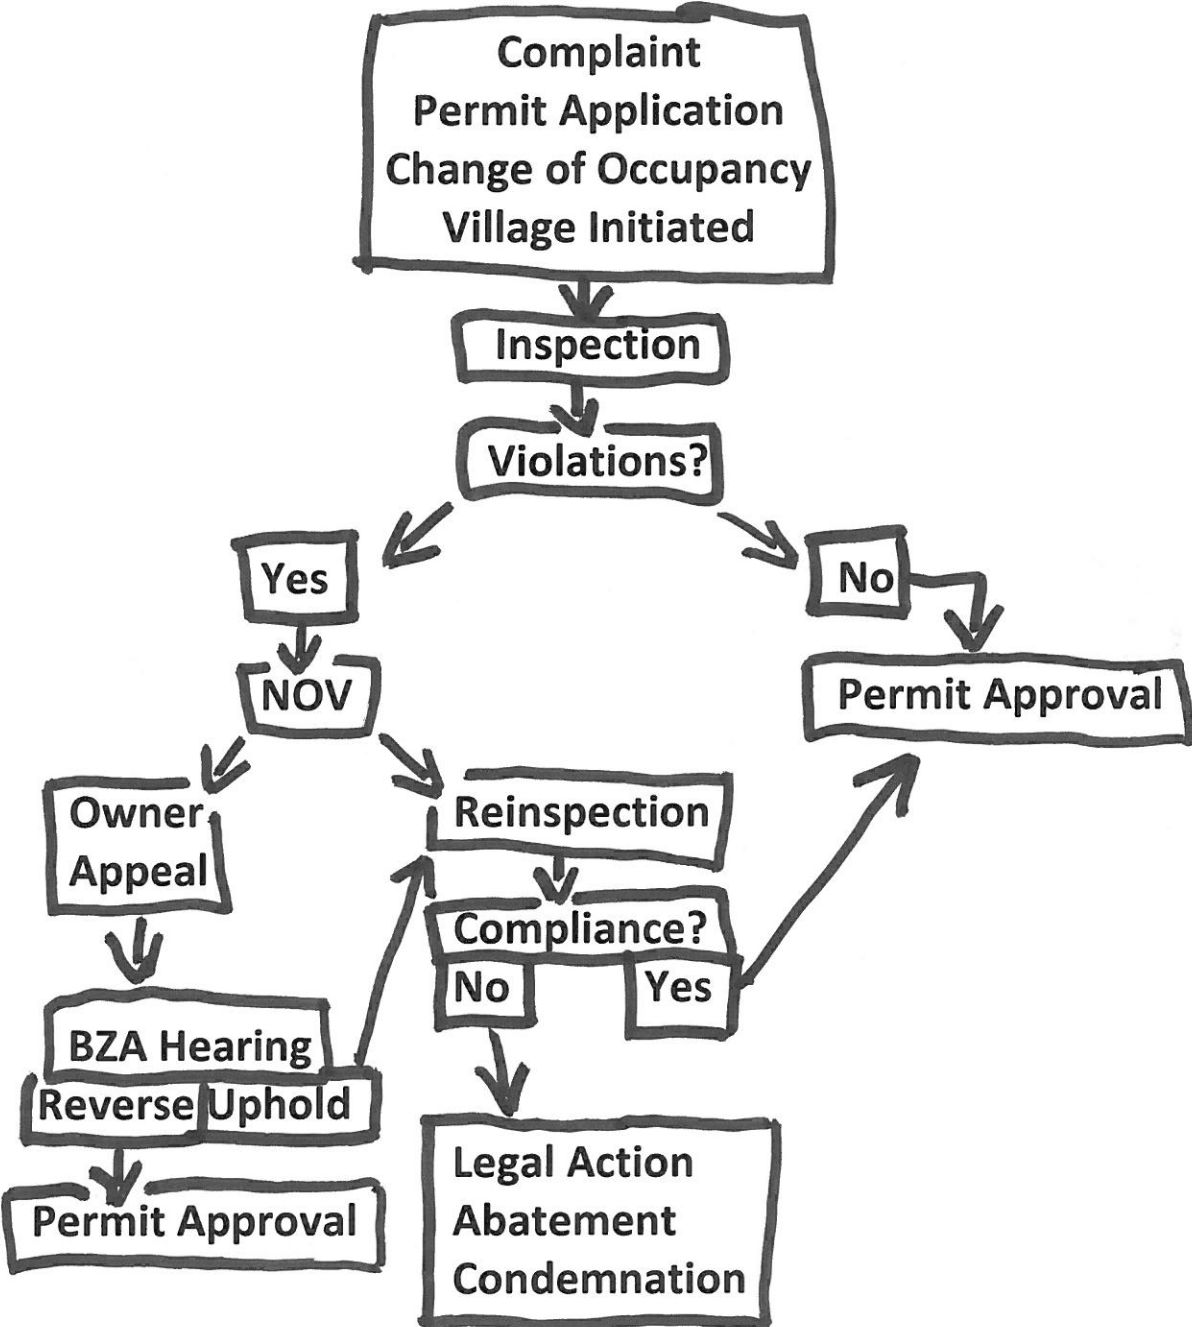 Complaint
Permit Application
Change of Occupancy
Village Initiated
Inspection
Violations?
Yes
No
NOV
Permit Approval
Owner
Appeal
Reinspection
Compliance?
No
Yes
BZA Hearing
Reverse Uphold
Permit Approval
Legal Action
Abatement
Condemnation